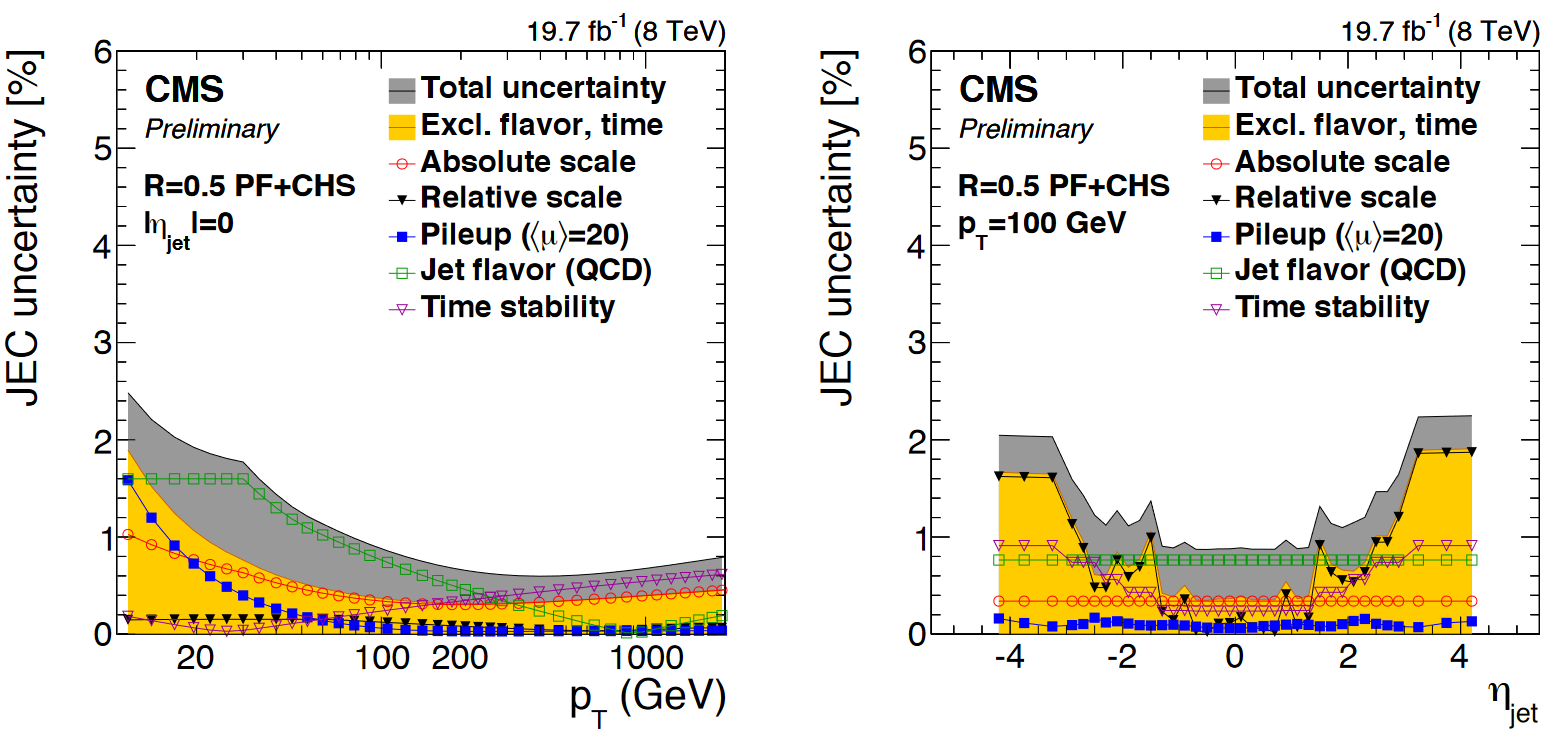 19.7 fb⁻¹ (8 TeV)
JEC uncertainty [%]
6
5
4
3
2
1
0
CMS
Preliminary
R=0.5 PF+CHS
|η_jet|=0
Total uncertainty
Excl. flavor, time
Absolute scale
Relative scale
Pileup (⟨μ⟩=20)
Jet flavor (QCD)
Time stability
20 100 200 1000
p_T (GeV)
19.7 fb⁻¹ (8 TeV)
JEC uncertainty [%]
6
5
4
3
2
1
0
CMS
Preliminary
R=0.5 PF+CHS
p_T=100 GeV
Total uncertainty
Excl. flavor, time
Absolute scale
Relative scale
Pileup (⟨μ⟩=20)
Jet flavor (QCD)
Time stability
-4 -2 0 2 4
η_jet